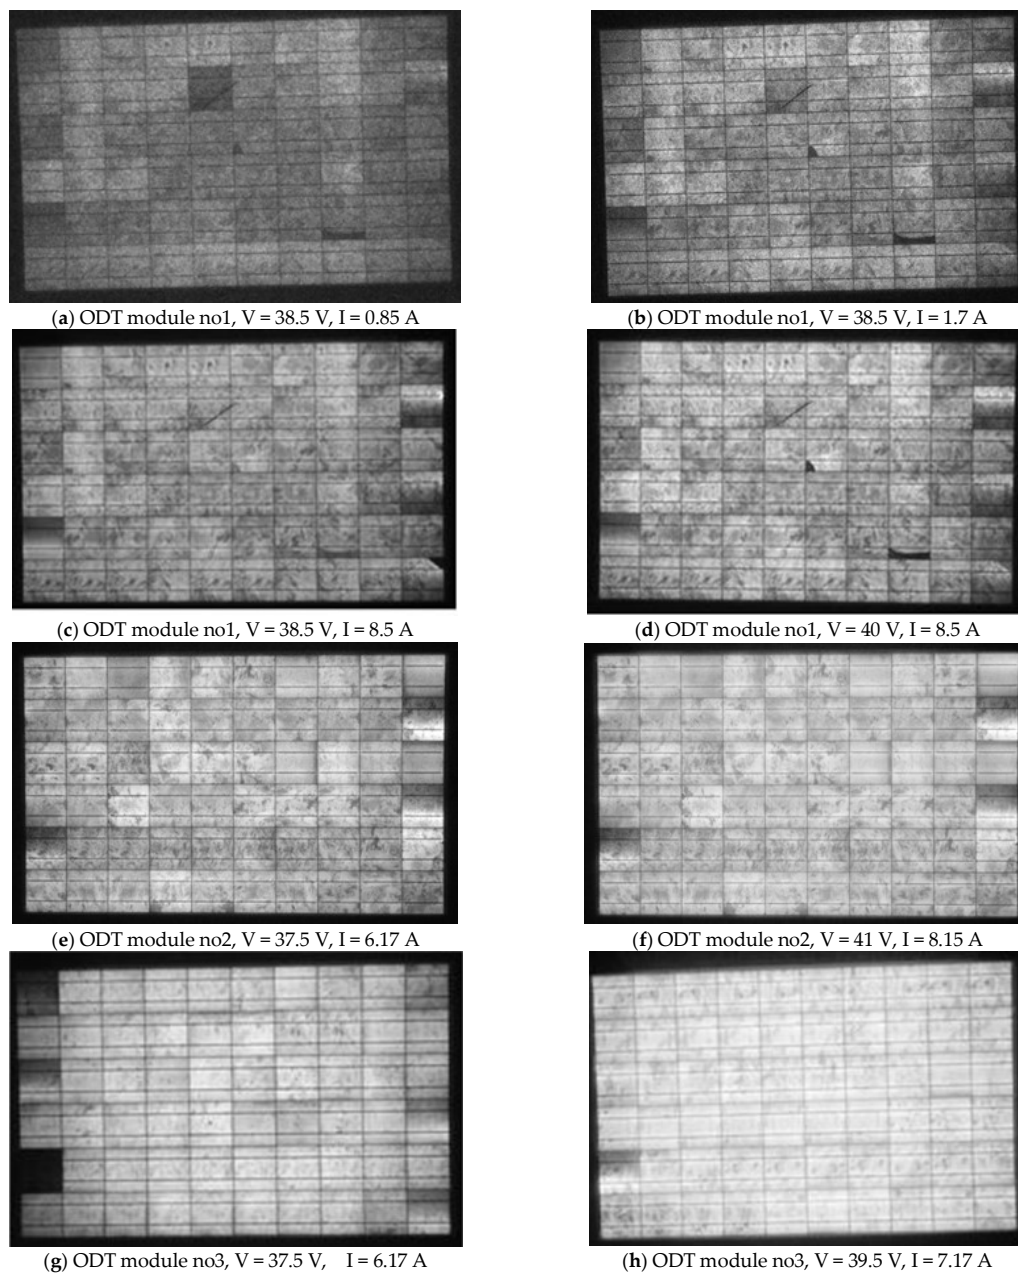 (a) ODT module no1, V = 38.5 V, I = 0.85 A
(b) ODT module no1, V = 38.5 V, I = 1.7 A
(c) ODT module no1, V = 38.5 V, I = 8.5 A
(d) ODT module no1, V = 40 V, I = 8.5 A
(e) ODT module no2, V = 37.5 V, I = 6.17 A
(f) ODT module no2, V = 41 V, I = 8.15 A
(g) ODT module no3, V = 37.5 V, I = 6.17 A
(h) ODT module no3, V = 39.5 V, I = 7.17 A